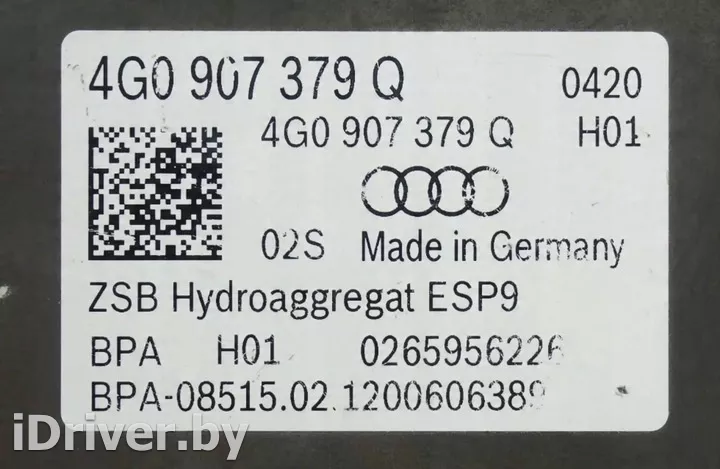 4G0 907 379 Q 0420
4G0 907 379 Q H01
02S Made in Germany
ZSB Hydroaggregat ESP9
BPA H01 0265956226
BPA-08515.02.1200606389
iDriver.by